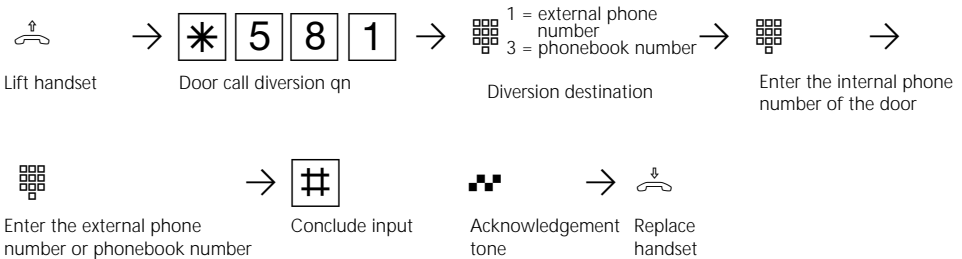 * 5 8 1
1 = external phone
number
3 = phonebook number
Lift handset
Door call diversion qn
Diversion destination
Enter the internal phone
number of the door
#
Enter the external phone
number or phonebook number
Conclude input
Acknowledgement
tone
Replace
handset